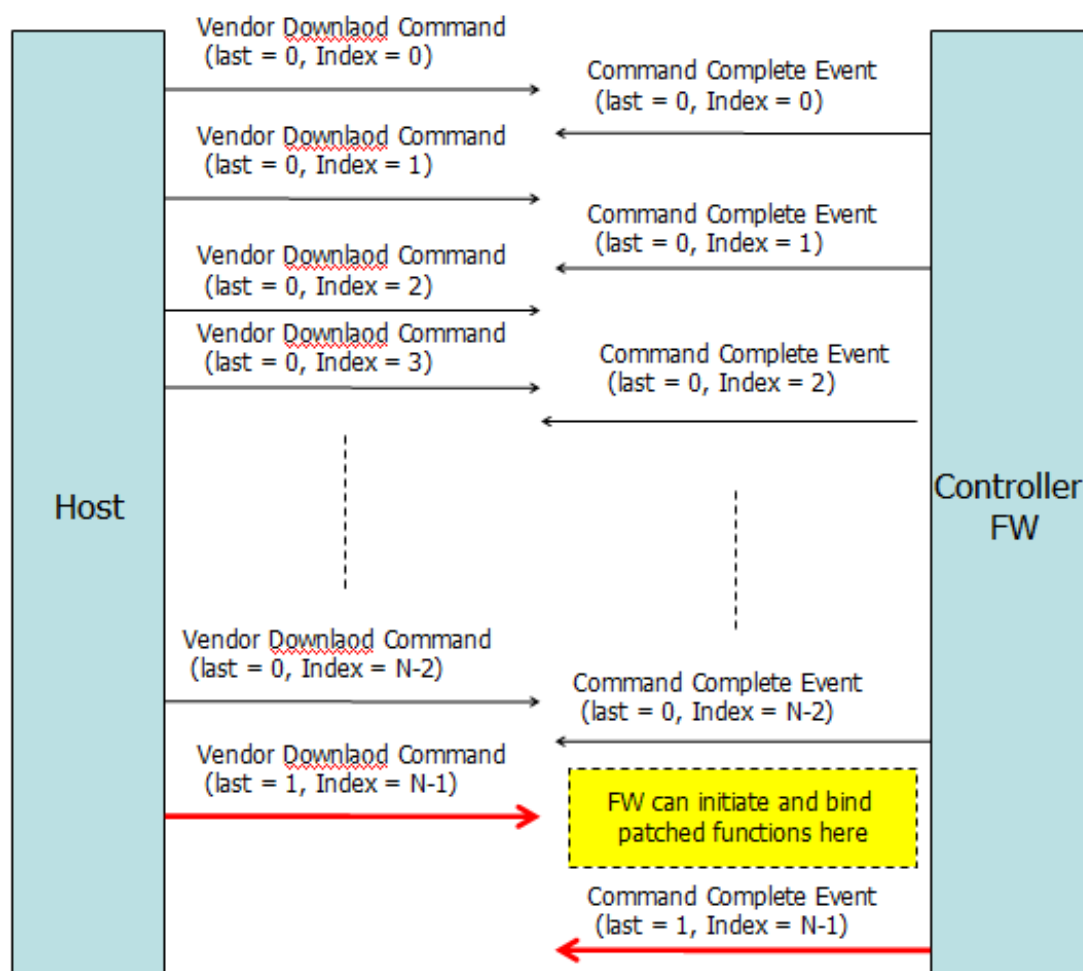 Vendor Downlaod Command
(last = 0, Index = 0)
Command Complete Event
(last = 0, Index = 0)
Vendor Downlaod Command
(last = 0, Index = 1)
Command Complete Event
(last = 0, Index = 1)
Vendor Downlaod Command
(last = 0, Index = 2)
Vendor Downlaod Command
(last = 0, Index = 3)
Command Complete Event
(last = 0, Index = 2)
Host
Controller
FW
Vendor Downlaod Command
(last = 0, Index = N-2)
Command Complete Event
(last = 0, Index = N-2)
Vendor Downlaod Command
(last = 1, Index = N-1)
FW can initiate and bind
patched functions here
Command Complete Event
(last = 1, Index = N-1)